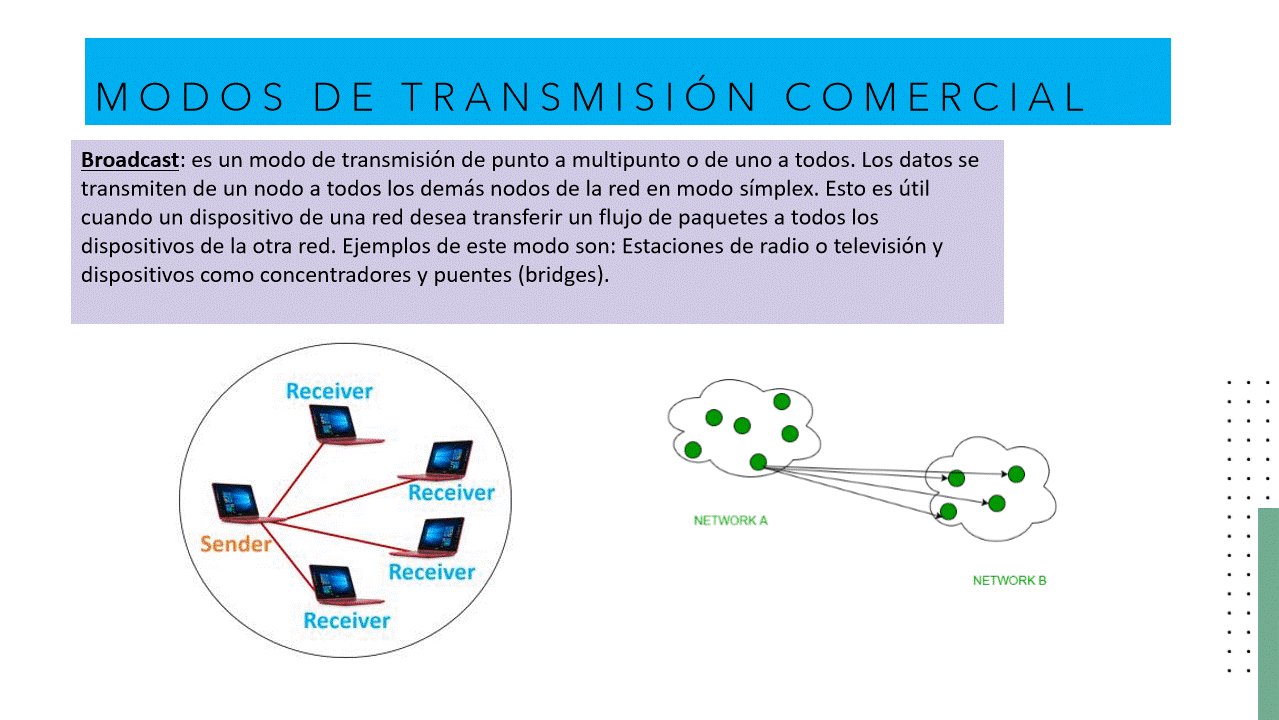 MODOS DE TRANSMISIÓN COMERCIAL
Broadcast: es un modo de transmisión de punto a multipunto o de uno a todos. Los datos se
transmiten de un nodo a todos los demás nodos de la red en modo símplex. Esto es útil
cuando un dispositivo de una red desea transferir un flujo de paquetes a todos los
dispositivos de la otra red. Ejemplos de este modo son: Estaciones de radio o televisión y
dispositivos como concentradores y puentes (bridges).
Receiver
Receiver
Sender
Receiver
Receiver
NETWORK A
NETWORK B